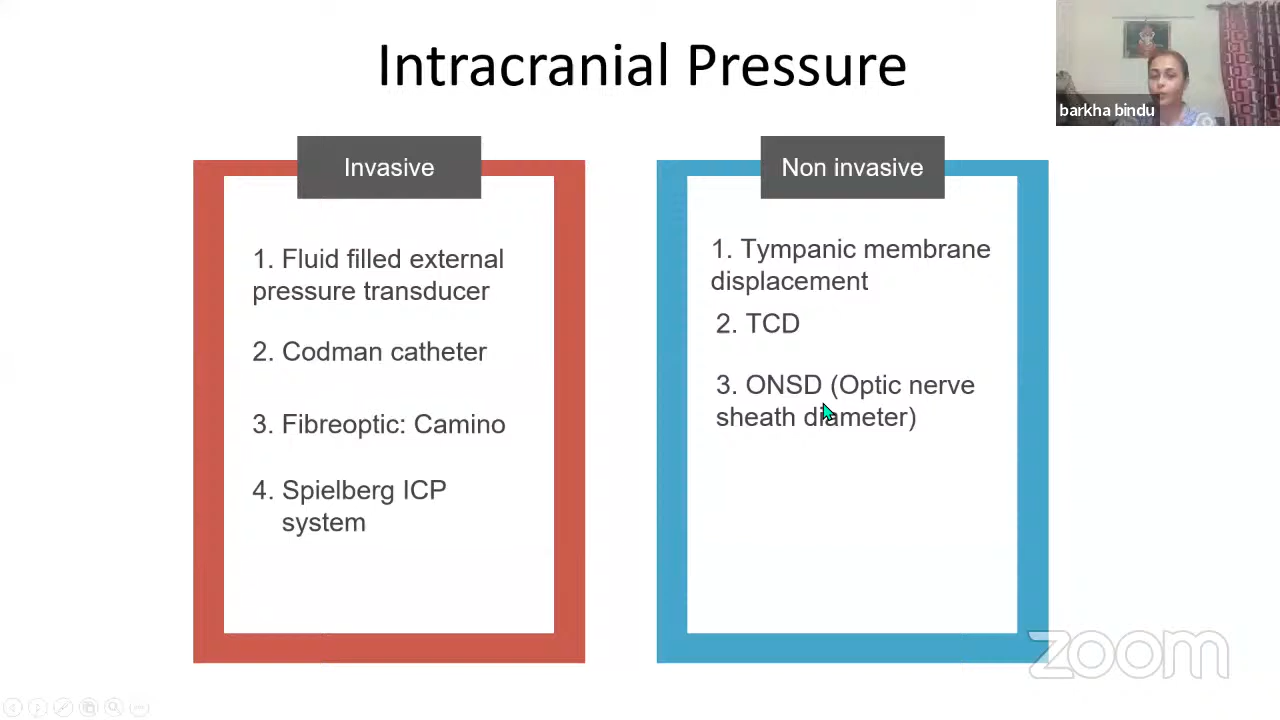 Intracranial Pressure
barkha bindu
Invasive
1. Fluid filled external
pressure transducer
2. Codman catheter
3. Fibreoptic: Camino
4. Spielberg ICP
system
Non invasive
1. Tympanic membrane
displacement
2. TCD
3. ONSD (Optic nerve
sheath diameter)
zoom